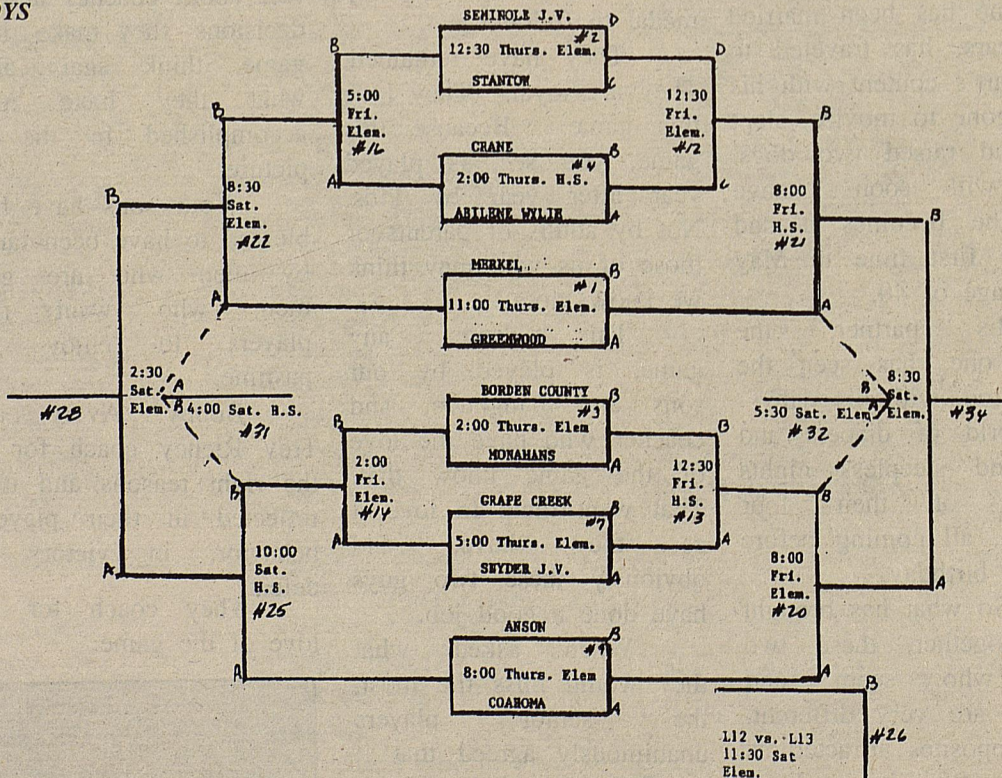 OYS
SEMINOLE J.V.
D
#2
12:30 Thurs. Elem.
STANTON
B
5:00
Fri.
Elem.
#16
A
D
12:30
Fri.
Elem.
#12
C
CRANE
B
#4
2:00 Thurs. H.S.
ABILENE WYLIE
A
B
8:30
Sat.
Elem.
#22
A
B
8:00
Fri.
H.S.
#21
A
MERKEL
B
#1
11:00 Thurs. Elem
GREENWOOD
A
B
2:30
Sat.
Elem.
#28
A
A
B 4:00 Sat. H.S.
#31
B
8:30
Sat.
Elem.
#34
A
B
A
5:30 Sat. Elem
#32
BORDEN COUNTY
B
#3
2:00 Thurs. Elem
MONAHANS
A
B
2:00
Fri.
Elem.
#14
A
B
12:30
Fri.
H.S.
#13
A
GRAPE CREEK
B
#7
5:00 Thurs. Elem
SNYDER J.V.
A
B
10:00
Sat.
H.S.
#25
A
B
8:00
Fri.
Elem.
#20
A
ANSON
B
#9
8:00 Thurs. Elem
COAHOMA
A
B
L12 vs. L13
11:30 Sat
Elem.
#26